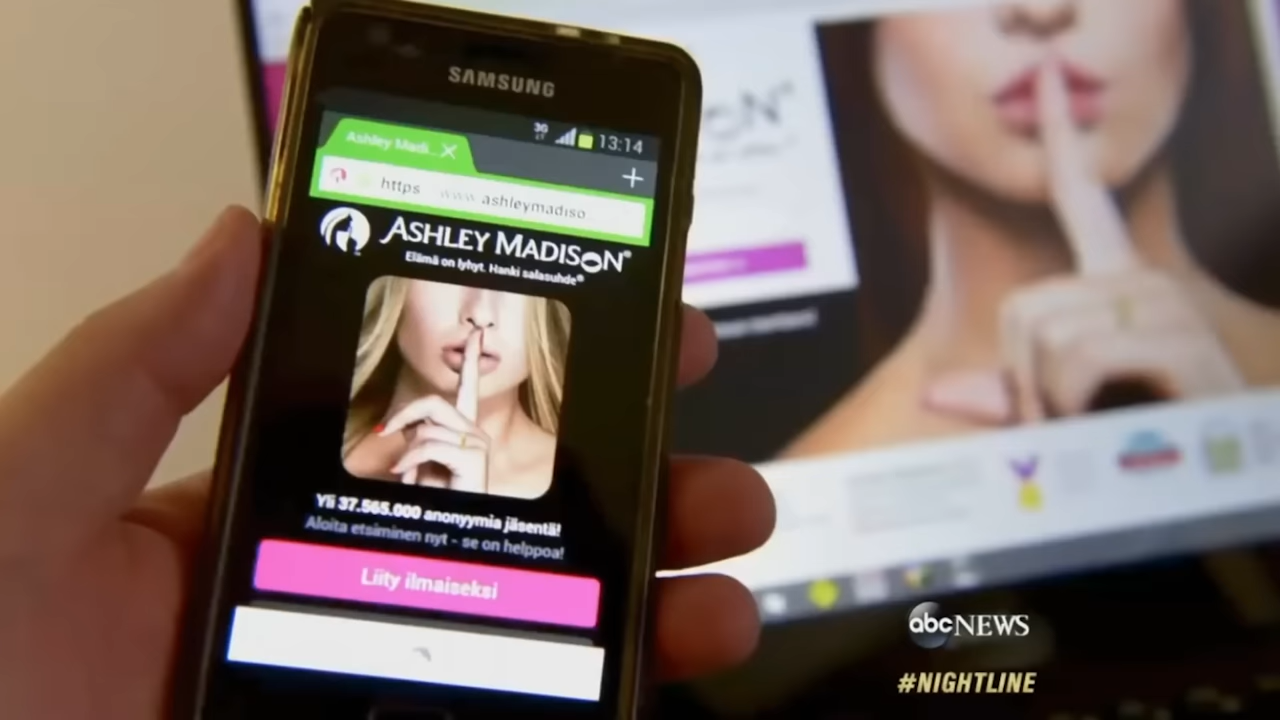 SAMSUNG
3G
13:14
Ashley Madi...
https www.ashleymadiso...
ASHLEY MADISON®
Elämä on lyhyt. Hanki salasuhde®
Yli 37.565.000 anonyymia jäsentä!
Aloita etsiminen nyt - se on helppoa!
Liity ilmaiseksi
abc NEWS
#NIGHTLINE